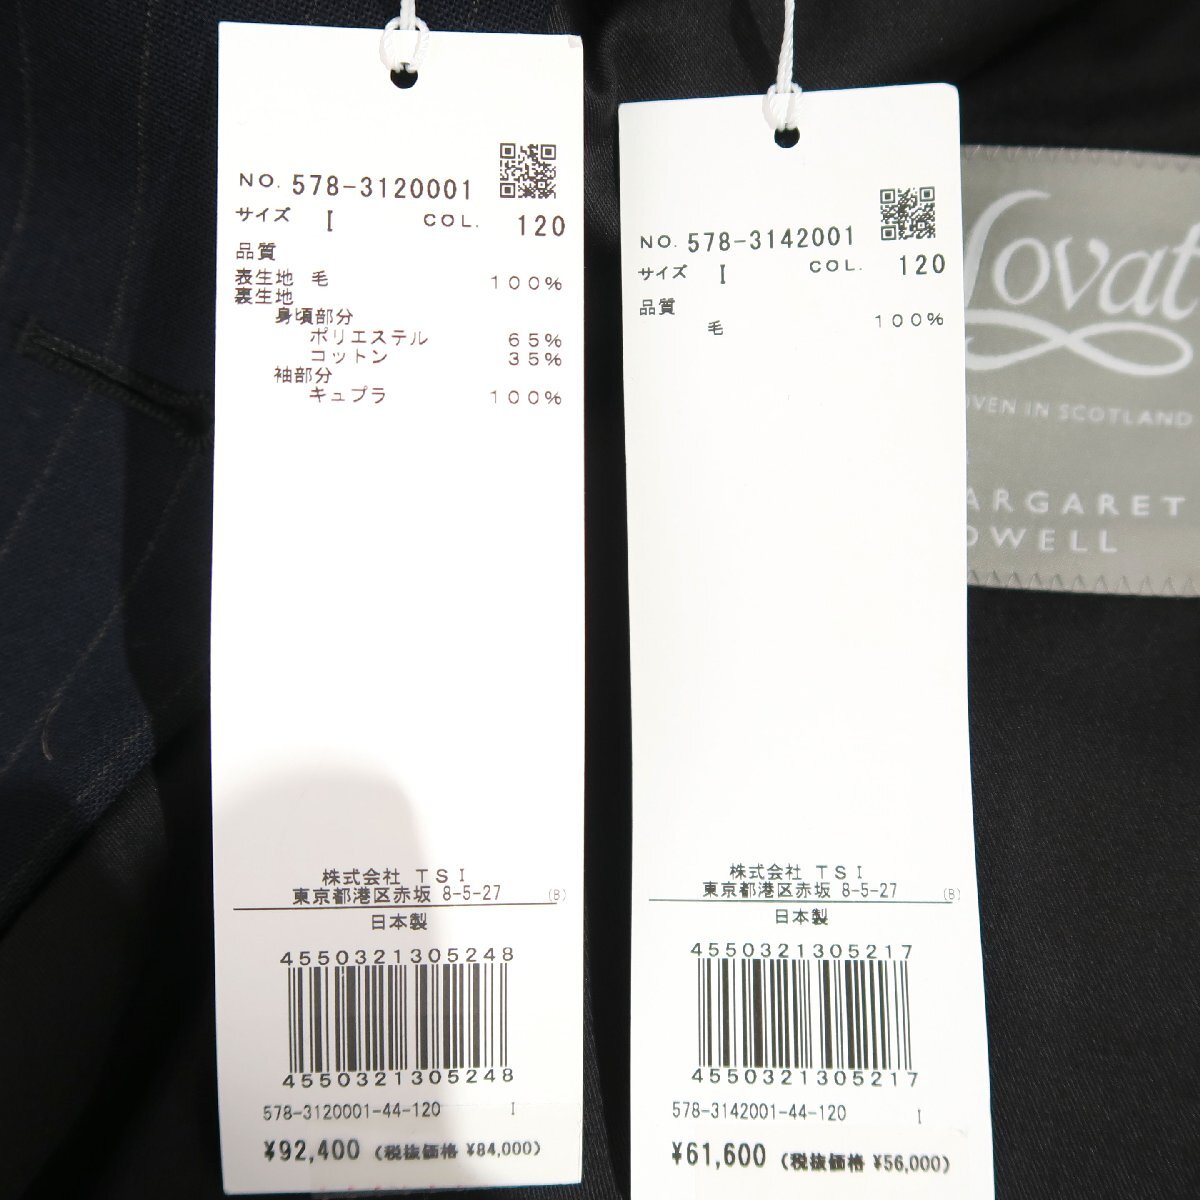 NO. 578-3120001
サイズ I COL. 120
品質
表生地 毛 100%
裏生地
身頃部分
ポリエステル 65%
コットン 35%
袖部分
キュプラ 100%
株式会社 TSI
東京都港区赤坂 8-5-27 (B)
日本製
4550321305248
4550321305248
578-3120001-44-120 I
¥92,400 (税抜価格 ¥84,000)
NO. 578-3142001
サイズ I COL. 120
品質
毛 100%
株式会社 TSI
東京都港区赤坂 8-5-27 (B)
日本製
4550321305217
4550321305217
578-3142001-44-120 I
¥61,600 (税抜価格 ¥56,000)
Lovat
OVEN IN SCOTLAND
ARGARET
OWELL